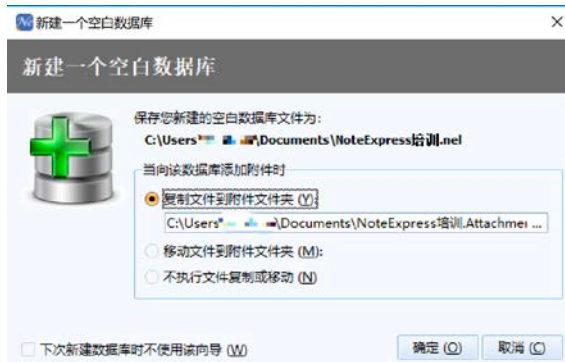 新建一个空白数据库
新建一个空白数据库
保存您新建的空白数据库文件为:
C:\Users \Documents\NoteExpress培训.nel
当向该数据库添加附件时
复制文件到附件文件夹 (Y):
C:\Users \Documents\NoteExpress培训.Attachmer ...
移动文件到附件文件夹 (M):
不执行文件复制或移动 (N)
下次新建数据库时不使用该向导 (W)
确定 (O)
取消 (C)